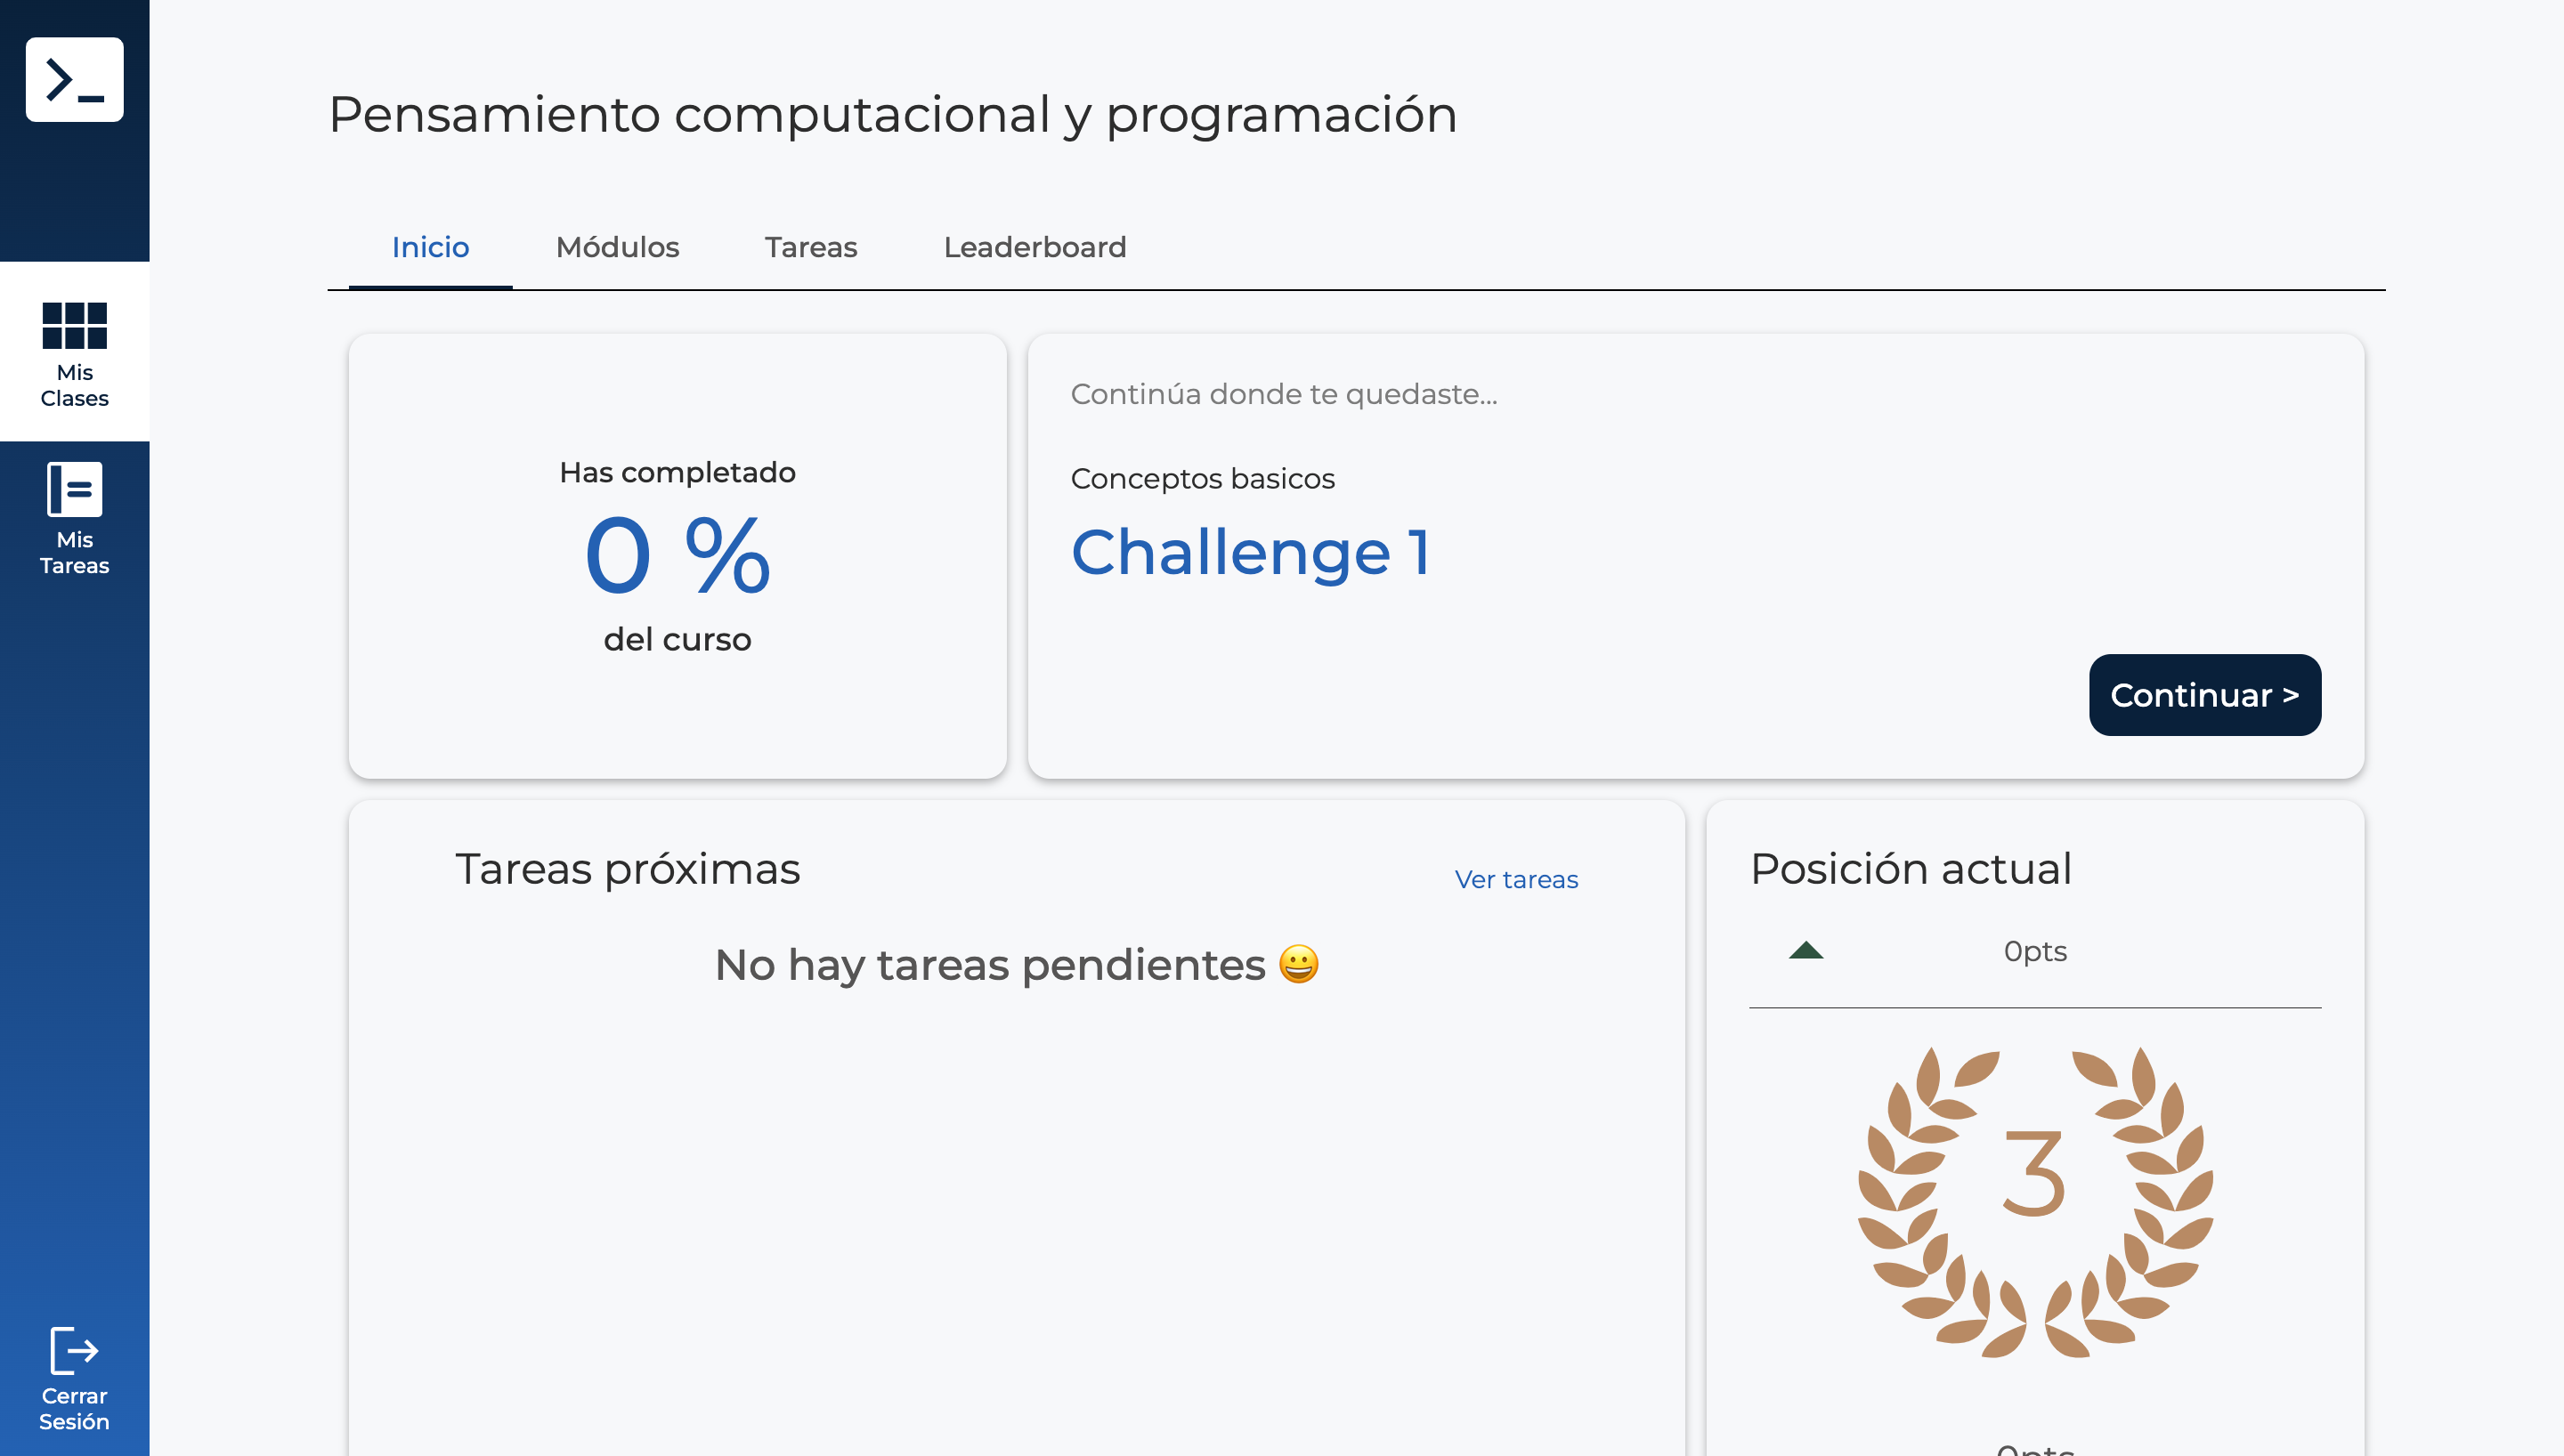 >_
Pensamiento computacional y programación
Inicio Módulos Tareas Leaderboard
Mis
Clases
Mis
Tareas
Has completado
0 %
del curso
Continúa donde te quedaste...
Conceptos basicos
Challenge 1
Continuar >
Tareas próximas
Ver tareas
No hay tareas pendientes 😀
Posición actual
0pts
3
0pts
Cerrar
Sesión